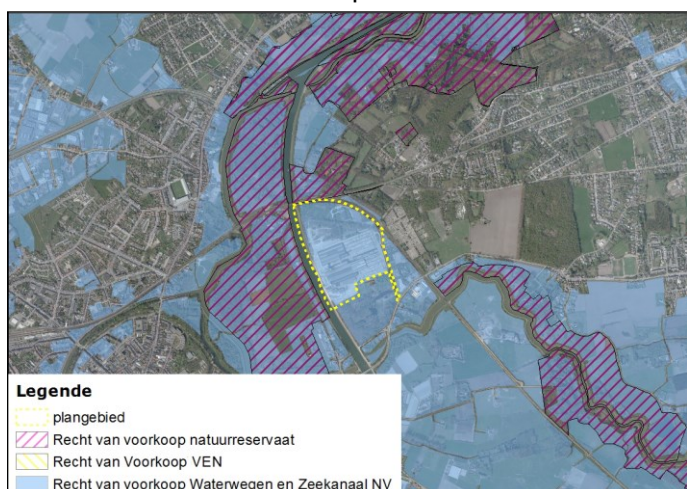 Legende
plangebied
Recht van voorkoop natuurreservaat
Recht van Voorkoop VEN
Recht van voorkoop Waterwegen en Zeekanaal NV